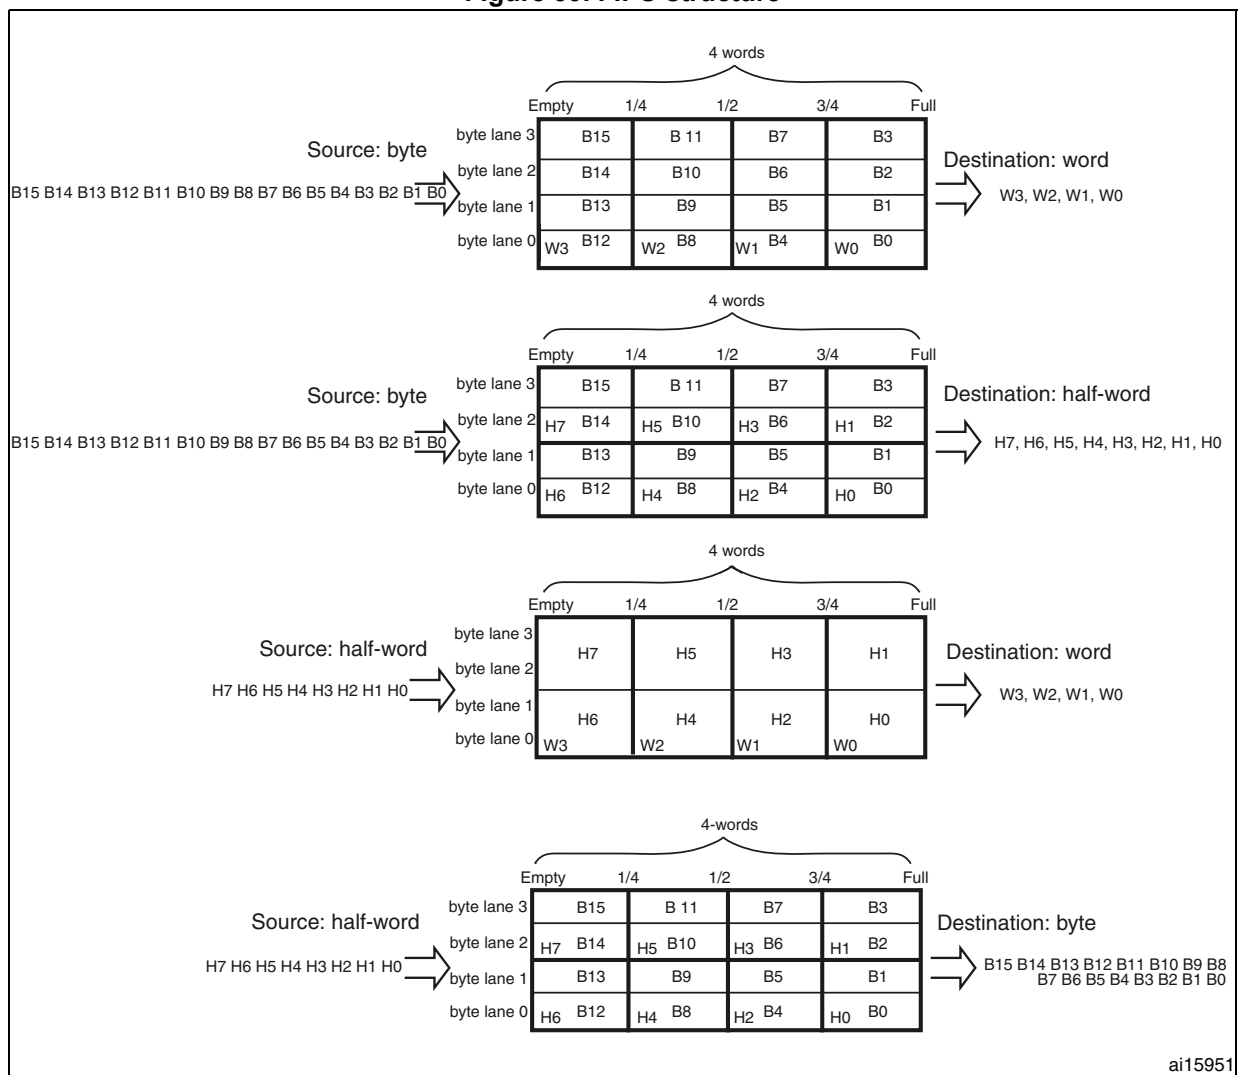 4 words
Empty 1/4 1/2 3/4 Full
Source: byte
B15 B14 B13 B12 B11 B10 B9 B8 B7 B6 B5 B4 B3 B2 B1 B0
byte lane 3 B15 B 11 B7 B3
byte lane 2 B14 B10 B6 B2
byte lane 1 B13 B9 B5 B1
byte lane 0 W3 B12 W2 B8 W1 B4 W0 B0
Destination: word
W3, W2, W1, W0
4 words
Empty 1/4 1/2 3/4 Full
Source: byte
B15 B14 B13 B12 B11 B10 B9 B8 B7 B6 B5 B4 B3 B2 B1 B0
byte lane 3 B15 B 11 B7 B3
byte lane 2 H7 B14 H5 B10 H3 B6 H1 B2
byte lane 1 B13 B9 B5 B1
byte lane 0 H6 B12 H4 B8 H2 B4 H0 B0
Destination: half-word
H7, H6, H5, H4, H3, H2, H1, H0
4 words
Empty 1/4 1/2 3/4 Full
Source: half-word
H7 H6 H5 H4 H3 H2 H1 H0
byte lane 3
H7 H5 H3 H1
byte lane 2
byte lane 1
H6 H4 H2 H0
byte lane 0 W3 W2 W1 W0
Destination: word
W3, W2, W1, W0
4-words
Empty 1/4 1/2 3/4 Full
Source: half-word
H7 H6 H5 H4 H3 H2 H1 H0
byte lane 3 B15 B 11 B7 B3
byte lane 2 H7 B14 H5 B10 H3 B6 H1 B2
byte lane 1 B13 B9 B5 B1
byte lane 0 H6 B12 H4 B8 H2 B4 H0 B0
Destination: byte
B15 B14 B13 B12 B11 B10 B9 B8
B7 B6 B5 B4 B3 B2 B1 B0
ai15951